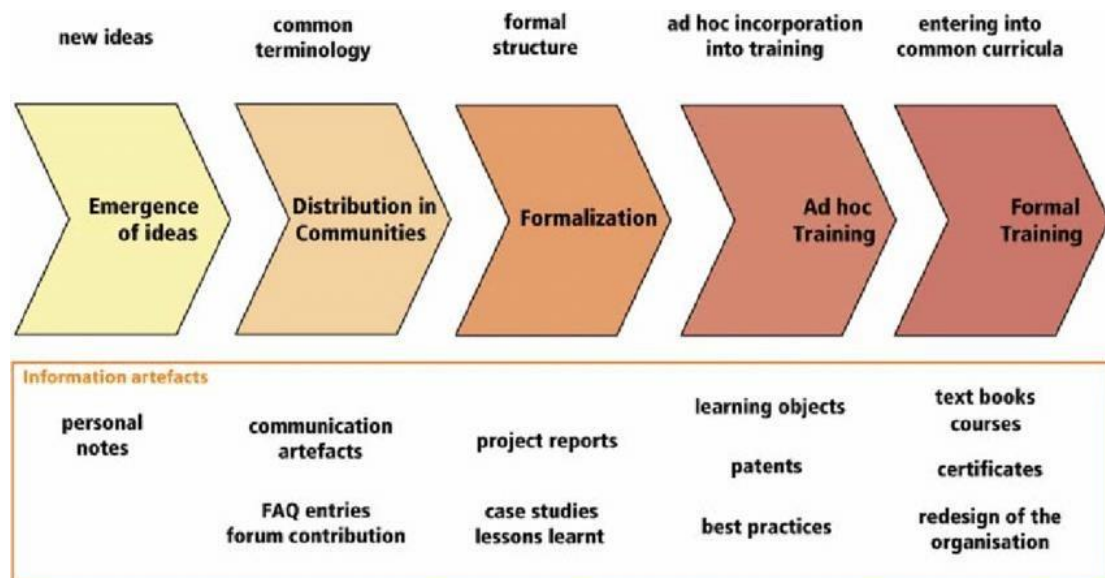 new ideas
common
terminology
formal
structure
ad hoc incorporation
into training
entering into
common curricula
Emergence
of ideas
Distribution in
Communities
Formalization
Ad hoc
Training
Formal
Training
Information artefacts
personal
notes
communication
artefacts
FAQ entries
forum contribution
project reports
case studies
lessons learnt
learning objects
patents
best practices
text books
courses
certificates
redesign of the
organisation